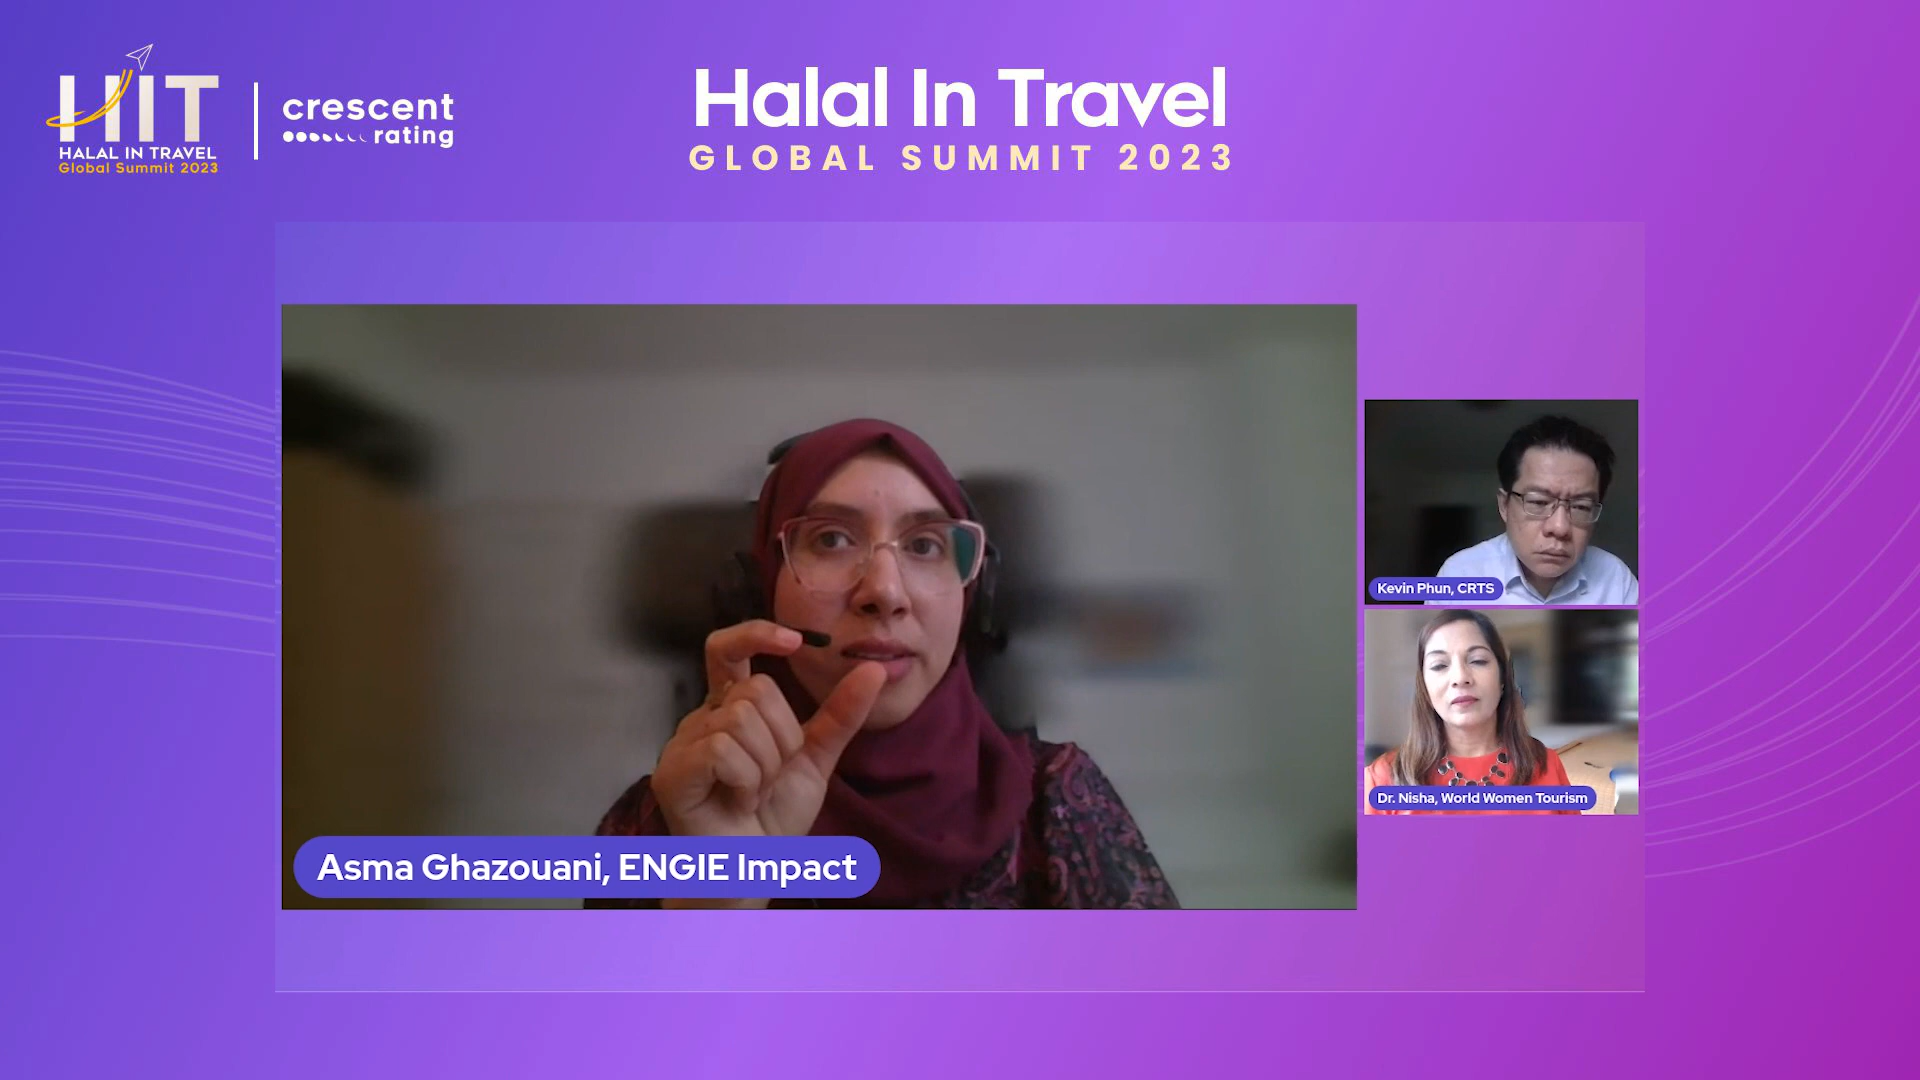 HIT
HALAL IN TRAVEL
Global Summit 2023
crescent
rating
Halal In Travel
GLOBAL SUMMIT 2023
Asma Ghazouani, ENGIE Impact
Kevin Phun, CRTS
Dr. Nisha, World Women Tourism